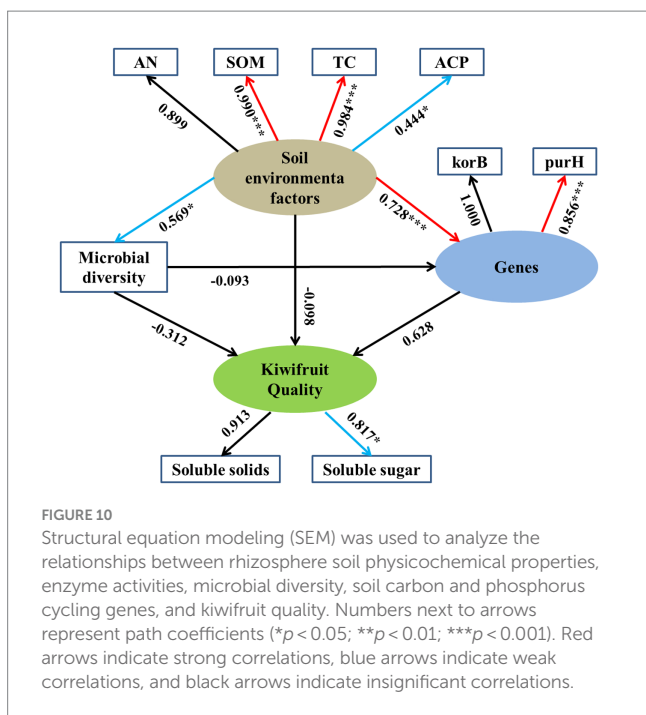 AN SOM TC ACP
0.899 0.990*** 0.984*** 0.444*
Soil
environmenta
factors
korB purH
0.569* 0.728*** 1.000 0.856***
Microbial
diversity
-0.093
Genes
-0.098
-0.312 0.628
Kiwifruit
Quality
0.913 0.817*
Soluble solids Soluble sugar
FIGURE 10
Structural equation modeling (SEM) was used to analyze the
relationships between rhizosphere soil physicochemical properties,
enzyme activities, microbial diversity, soil carbon and phosphorus
cycling genes, and kiwifruit quality. Numbers next to arrows
represent path coefficients (*p < 0.05; **p < 0.01; ***p < 0.001). Red
arrows indicate strong correlations, blue arrows indicate weak
correlations, and black arrows indicate insignificant correlations.